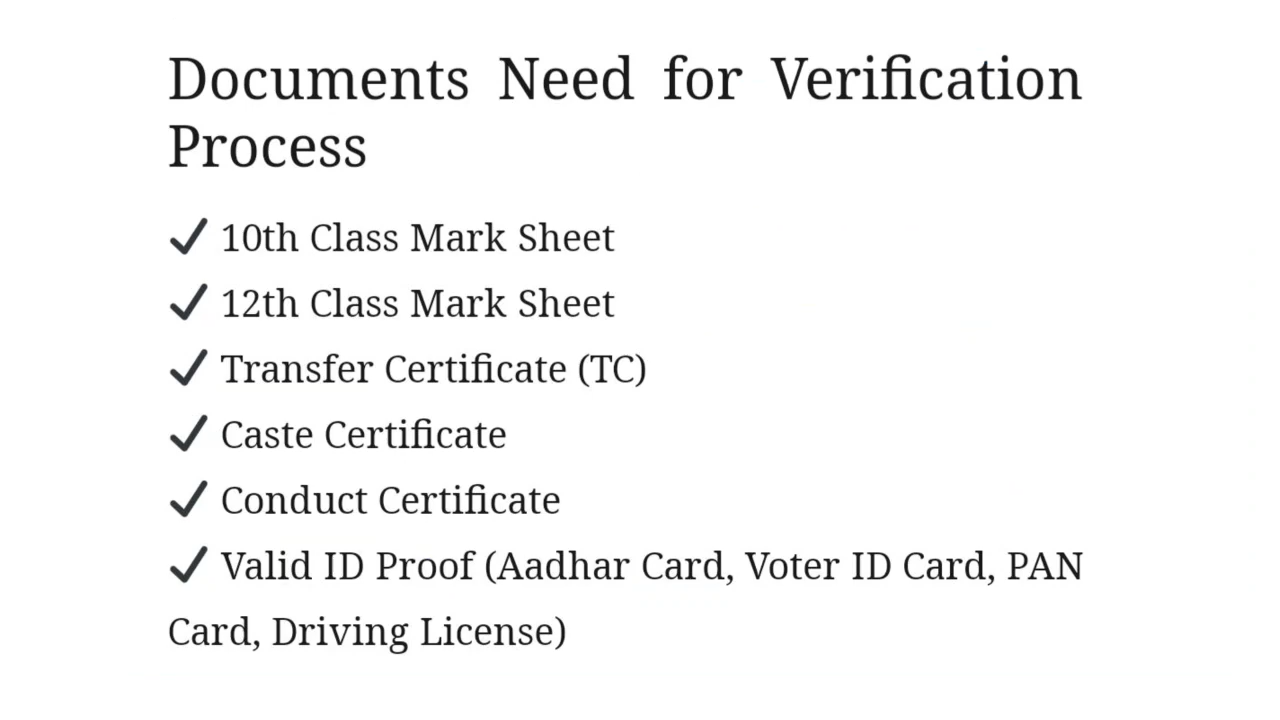 Documents Need for Verification
Process
✓ 10th Class Mark Sheet
✓ 12th Class Mark Sheet
✓ Transfer Certificate (TC)
✓ Caste Certificate
✓ Conduct Certificate
✓ Valid ID Proof (Aadhar Card, Voter ID Card, PAN
Card, Driving License)